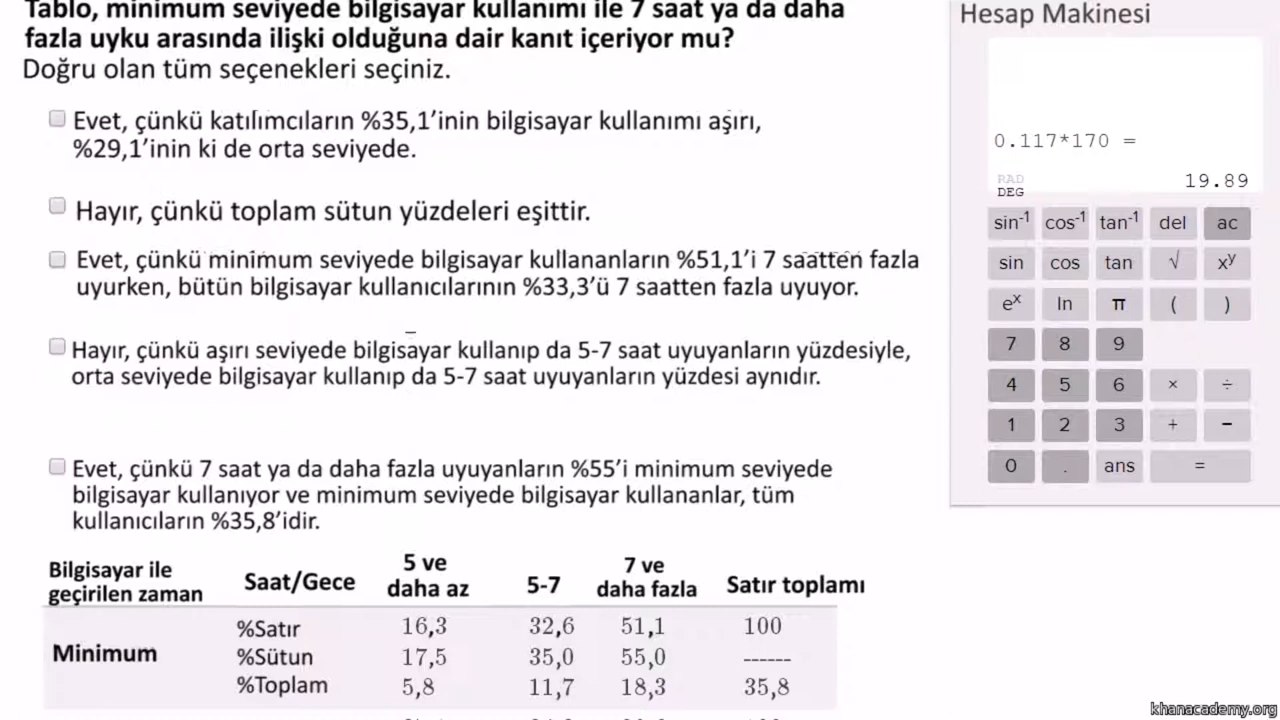 Tablo, minimum seviyede bilgisayar kullanımı ile 7 saat ya da daha
fazla uyku arasında ilişki olduğuna dair kanıt içeriyor mu?
Doğru olan tüm seçenekleri seçiniz.
Evet, çünkü katılımcıların %35,1'inin bilgisayar kullanımı aşırı,
%29,1'inin ki de orta seviyede.
Hayır, çünkü toplam sütun yüzdeleri eşittir.
Evet, çünkü minimum seviyede bilgisayar kullananların %51,1'i 7 saatten fazla
uyurken, bütün bilgisayar kullanıcılarının %33,3'ü 7 saatten fazla uyuyor.
Hayır, çünkü aşırı seviyede bilgisayar kullanıp da 5-7 saat uyuyanların yüzdesiyle,
orta seviyede bilgisayar kullanıp da 5-7 saat uyuyanların yüzdesi aynıdır.
Evet, çünkü 7 saat ya da daha fazla uyuyanların %55'i minimum seviyede
bilgisayar kullanıyor ve minimum seviyede bilgisayar kullananlar, tüm
kullanıcıların %35,8'idir.
Bilgisayar ile geçirilen zaman Saat/Gece 5 ve daha az 5-7 7 ve daha fazla Satır toplamı
Minimum
%Satır 16,3 32,6 51,1 100
%Sütun 17,5 35,0 55,0 ------
%Toplam 5,8 11,7 18,3 35,8
Hesap Makinesi
0.117*170 =
RAD
DEG 19.89
sin-1 cos-1 tan-1 del ac
sin cos tan √ xy
ex ln π ( )
7 8 9
4 5 6 × ÷
1 2 3 + −
0 . ans =
khanacademy.org